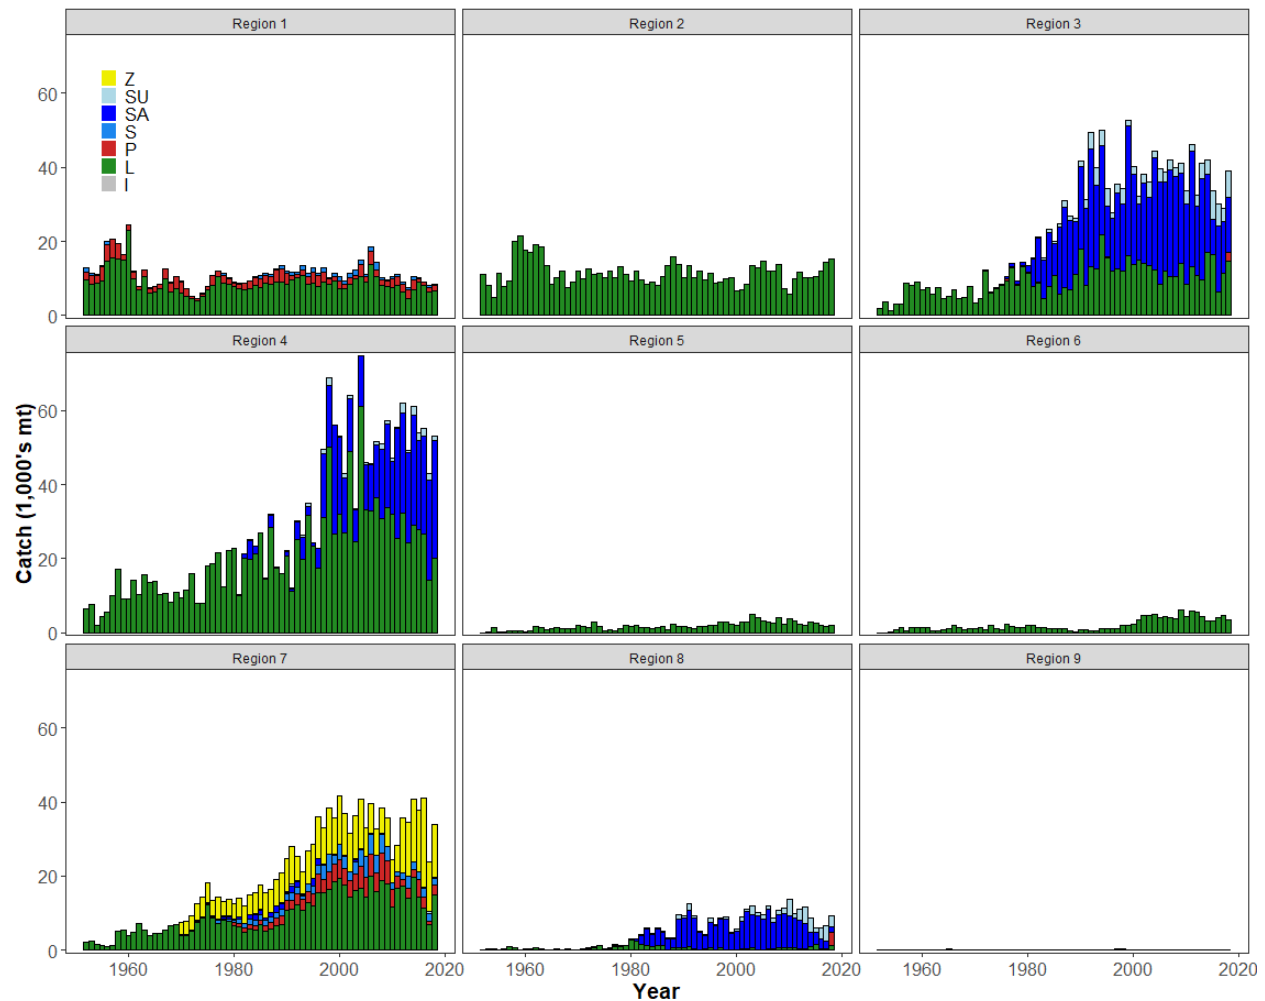 Region 1
Region 2
Region 3
Z
SU
SA
S
P
L
I
60
40
20
0
Region 4
Region 5
Region 6
60
40
20
0
Catch (1,000's mt)
Region 7
Region 8
Region 9
60
40
20
0
1960 1980 2000 2020
1960 1980 2000 2020
1960 1980 2000 2020
Year